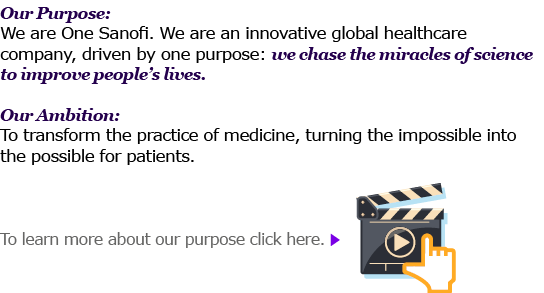 Our Purpose:
We are One Sanofi. We are an innovative global healthcare
company, driven by one purpose: we chase the miracles of science
to improve people’s lives.
Our Ambition:
To transform the practice of medicine, turning the impossible into
the possible for patients.
To learn more about our purpose click here.